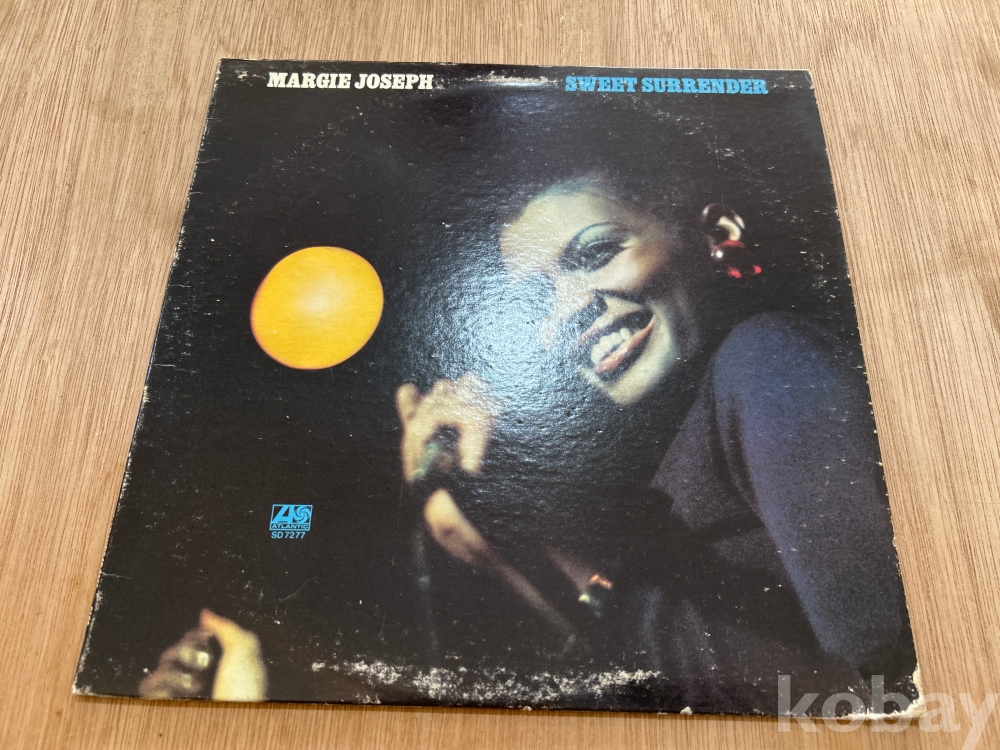 MARGIE JOSEPH
SWEET SURRENDER
ATLANTIC
SD 7277
kobay